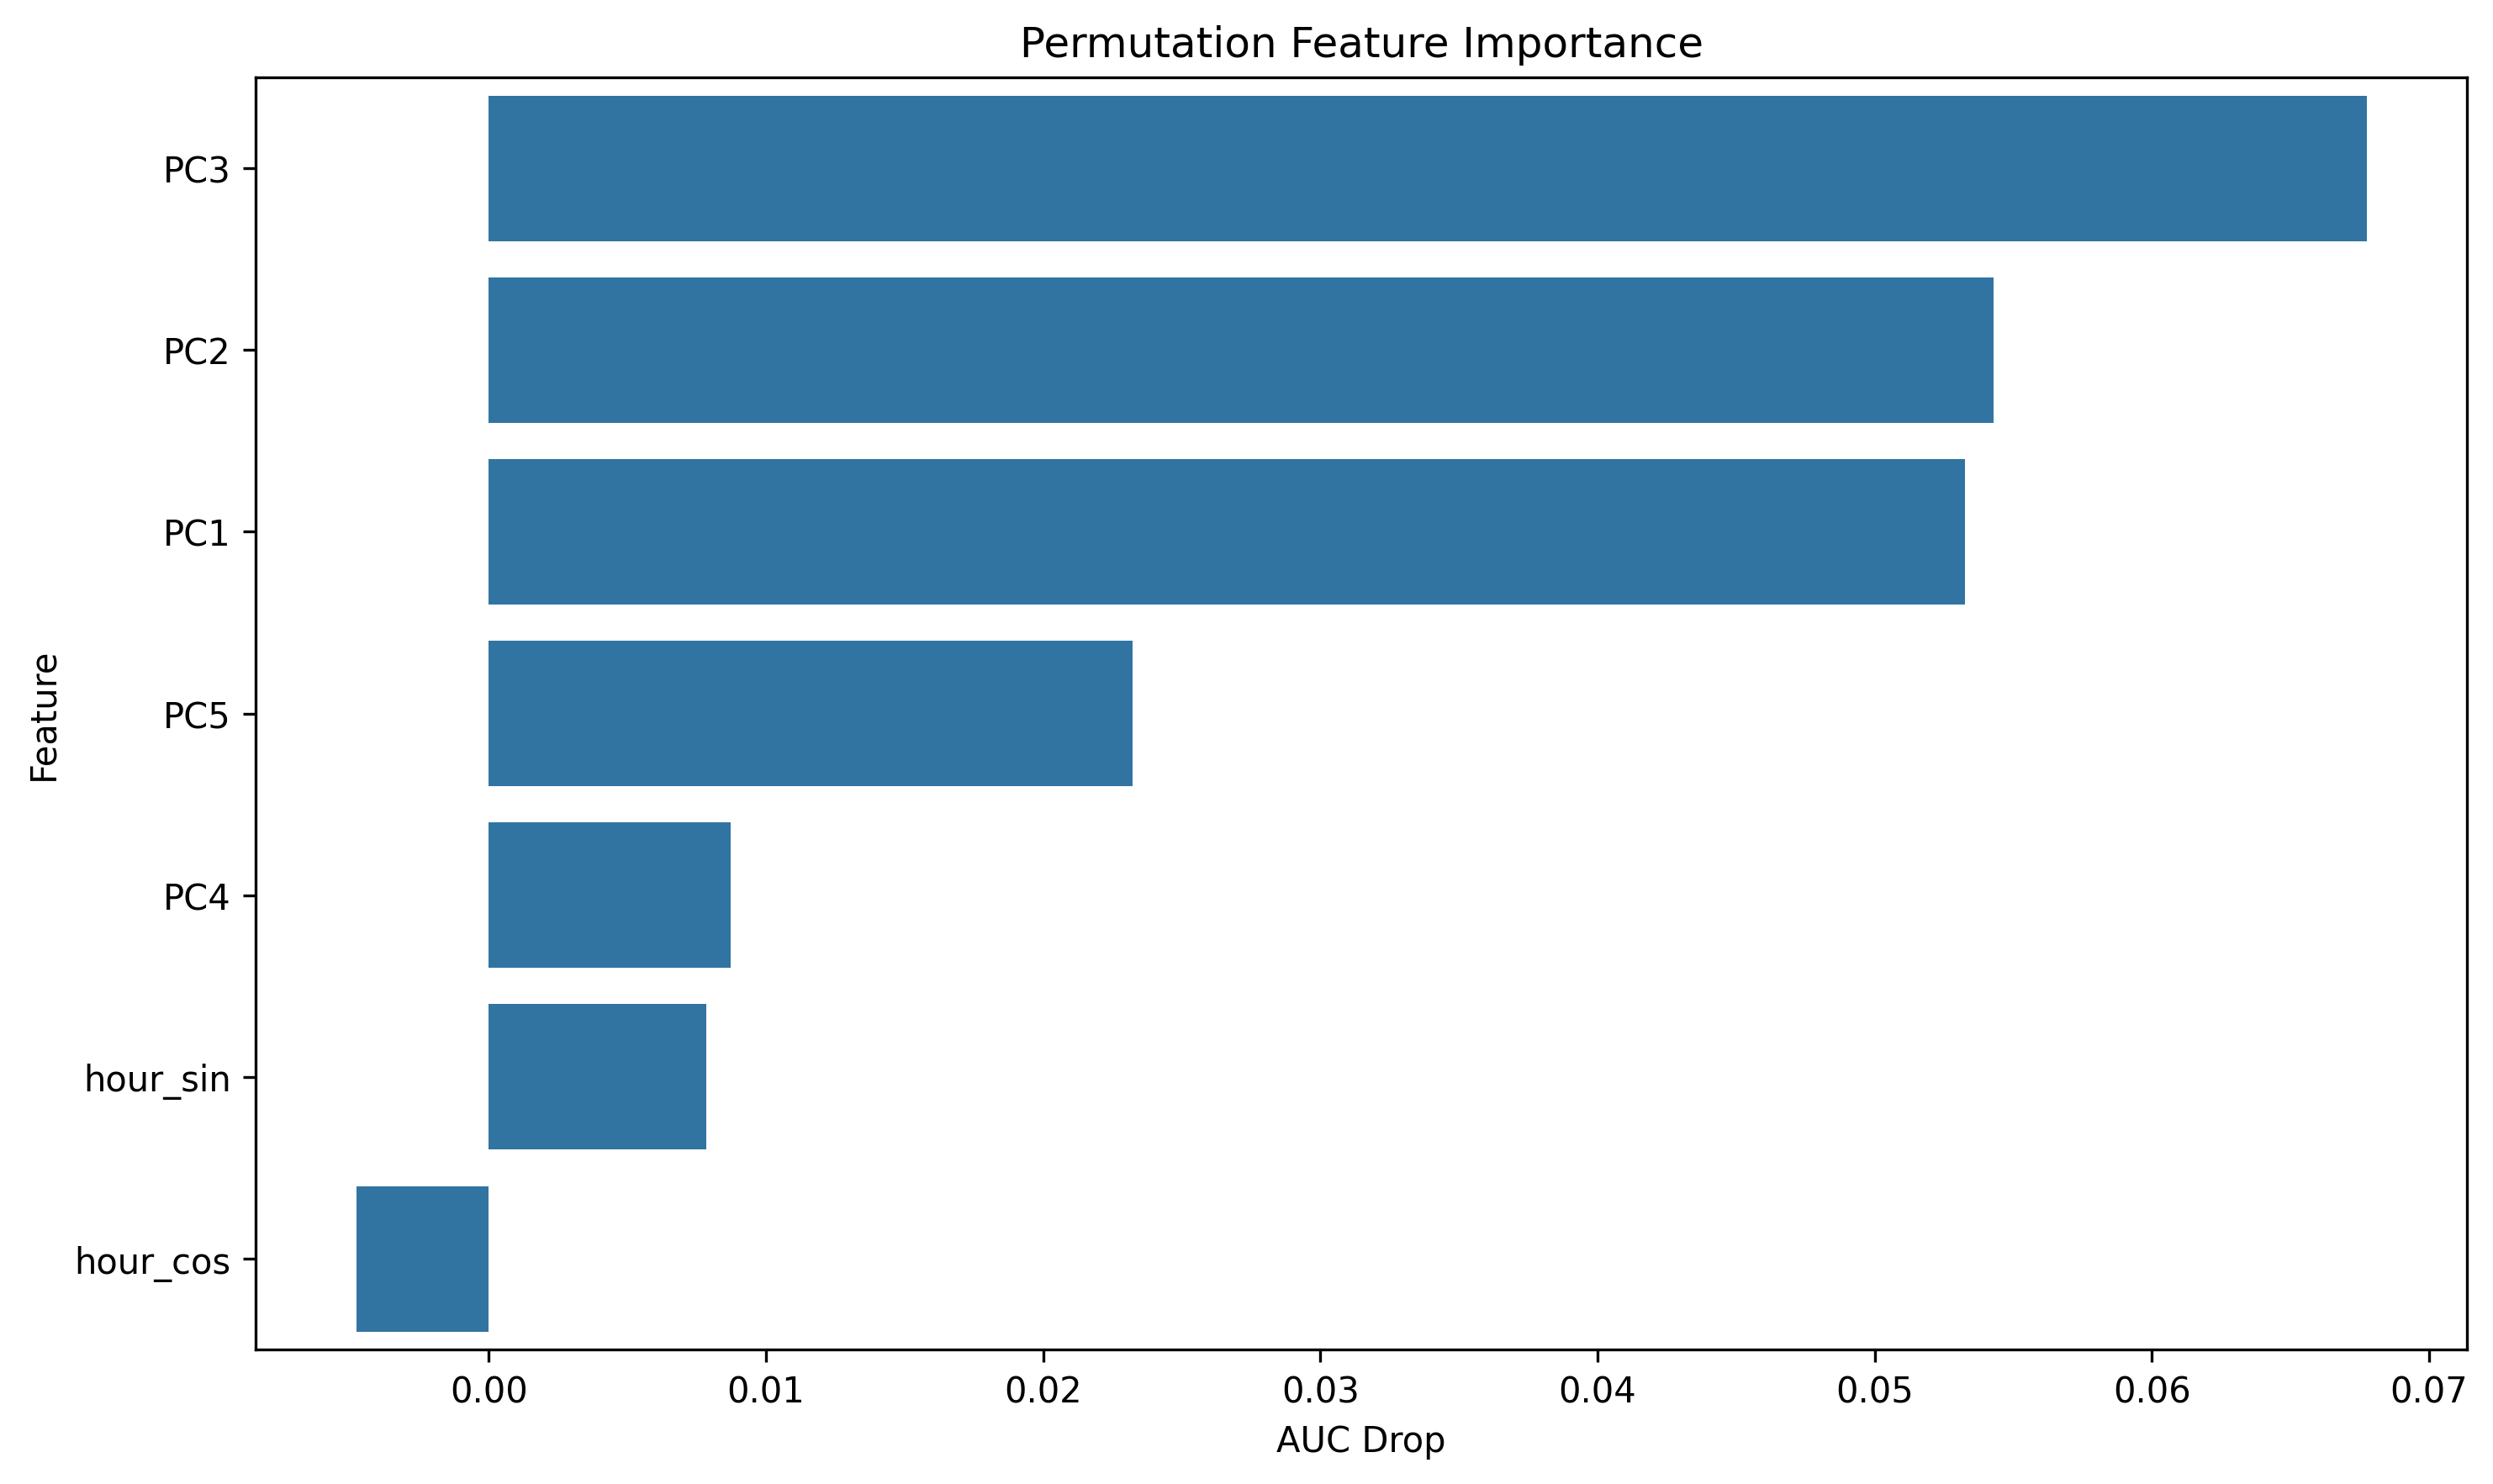 Permutation Feature Importance
PC3
PC2
PC1
PC5
PC4
hour_sin
hour_cos
Feature
0.00 0.01 0.02 0.03 0.04 0.05 0.06 0.07
AUC Drop